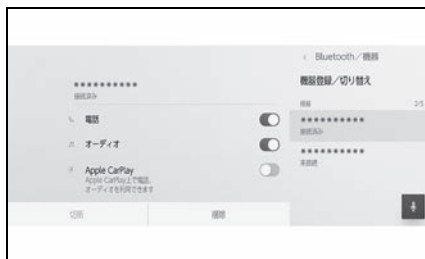 ＊＊＊＊＊＊＊＊＊＊
接続済み
電話
オーディオ
Apple CarPlay
Apple CarPlay上で電話、
オーディオを利用できます
切断
削除
‹ Bluetooth／機器
機器登録／切り替え
機器 2/5
＊＊＊＊＊＊＊＊＊＊
接続済み
＊＊＊＊＊＊＊＊＊＊
未接続